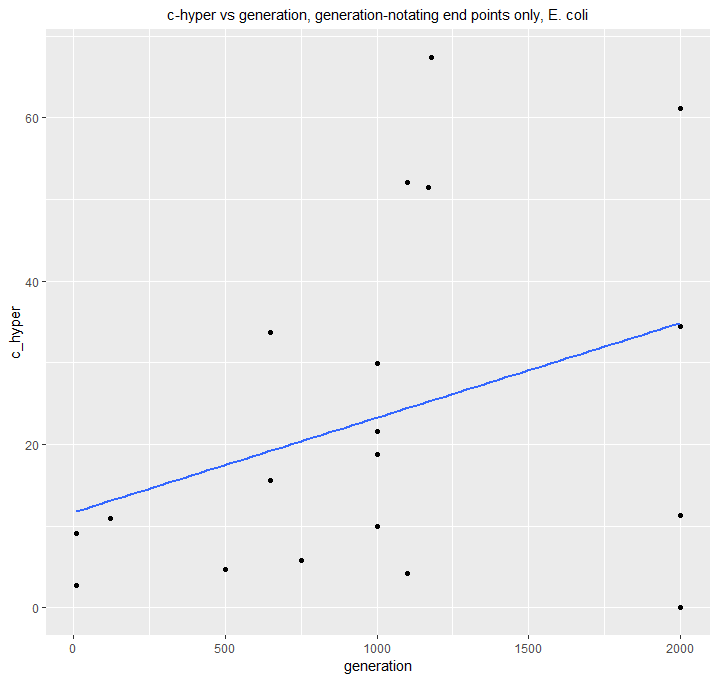 c-hyper vs generation, generation-notating end points only, E. coli
60
40
20
0
c_hyper
0 500 1000 1500 2000
generation